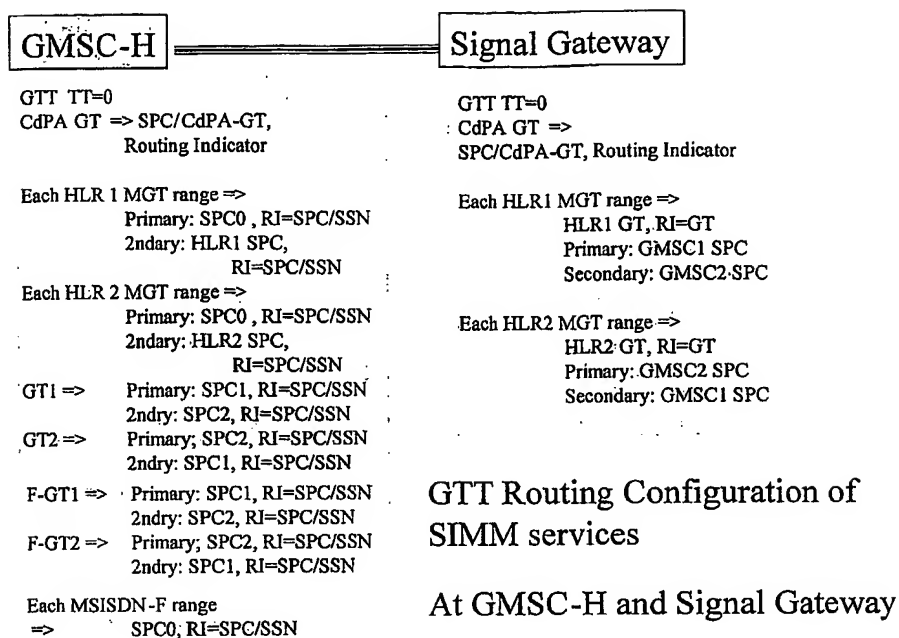 GMSC-H
Signal Gateway
GTT TT=0
CdPA GT => SPC/CdPA-GT,
Routing Indicator
Each HLR 1 MGT range =>
Primary: SPC0 , RI=SPC/SSN
2ndary: HLR1 SPC,
RI=SPC/SSN
Each HLR 2 MGT range =>
Primary: SPC0 , RI=SPC/SSN
2ndary: HLR2 SPC,
RI=SPC/SSN
GT1 => Primary: SPC1, RI=SPC/SSN
2ndry: SPC2, RI=SPC/SSN
GT2 => Primary; SPC2, RI=SPC/SSN
2ndry: SPC1, RI=SPC/SSN
F-GT1 => Primary: SPC1, RI=SPC/SSN
2ndry: SPC2, RI=SPC/SSN
F-GT2 => Primary; SPC2, RI=SPC/SSN
2ndry: SPC1, RI=SPC/SSN
Each MSISDN-F range
=> SPC0; RI=SPC/SSN
GTT TT=0
CdPA GT =>
SPC/CdPA-GT, Routing Indicator
Each HLR1 MGT range =>
HLR1 GT, RI=GT
Primary: GMSC1 SPC
Secondary: GMSC2 SPC
Each HLR2 MGT range =>
HLR2 GT, RI=GT
Primary: GMSC2 SPC
Secondary: GMSC1 SPC
GTT Routing Configuration of
SIMM services
At GMSC-H and Signal Gateway